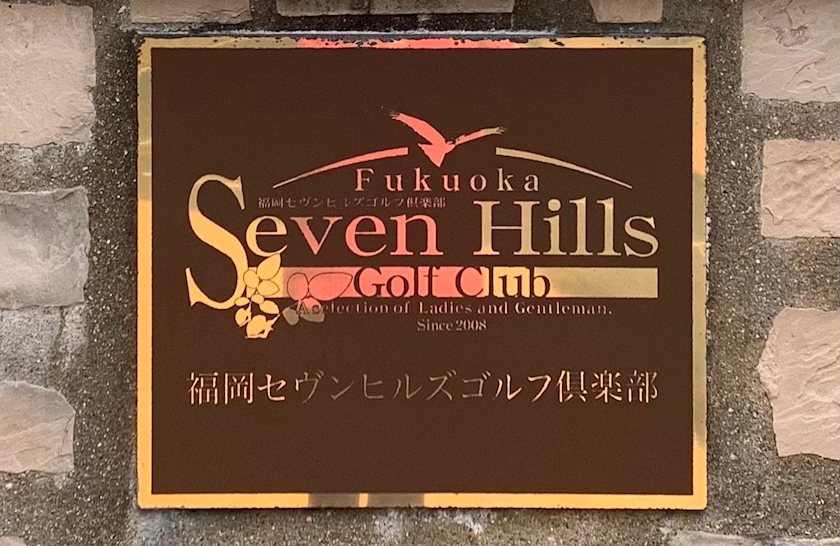 Fukuoka
福岡セヴンヒルズゴルフ倶楽部
Seven Hills
Golf Club
A selection of Ladies and Gentleman.
Since 2008
福岡セヴンヒルズゴルフ倶楽部